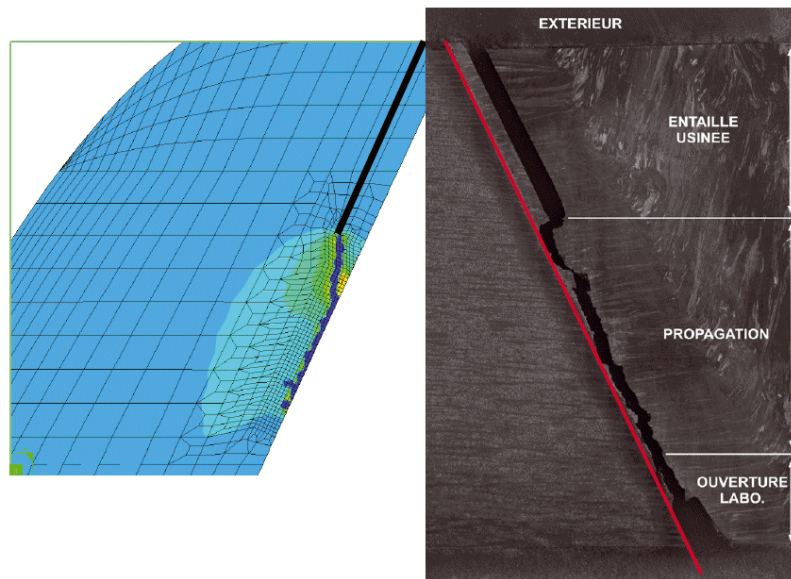 EXTERIEUR
ENTAILLE
USINEE
PROPAGATION
OUVERTURE
LABO.